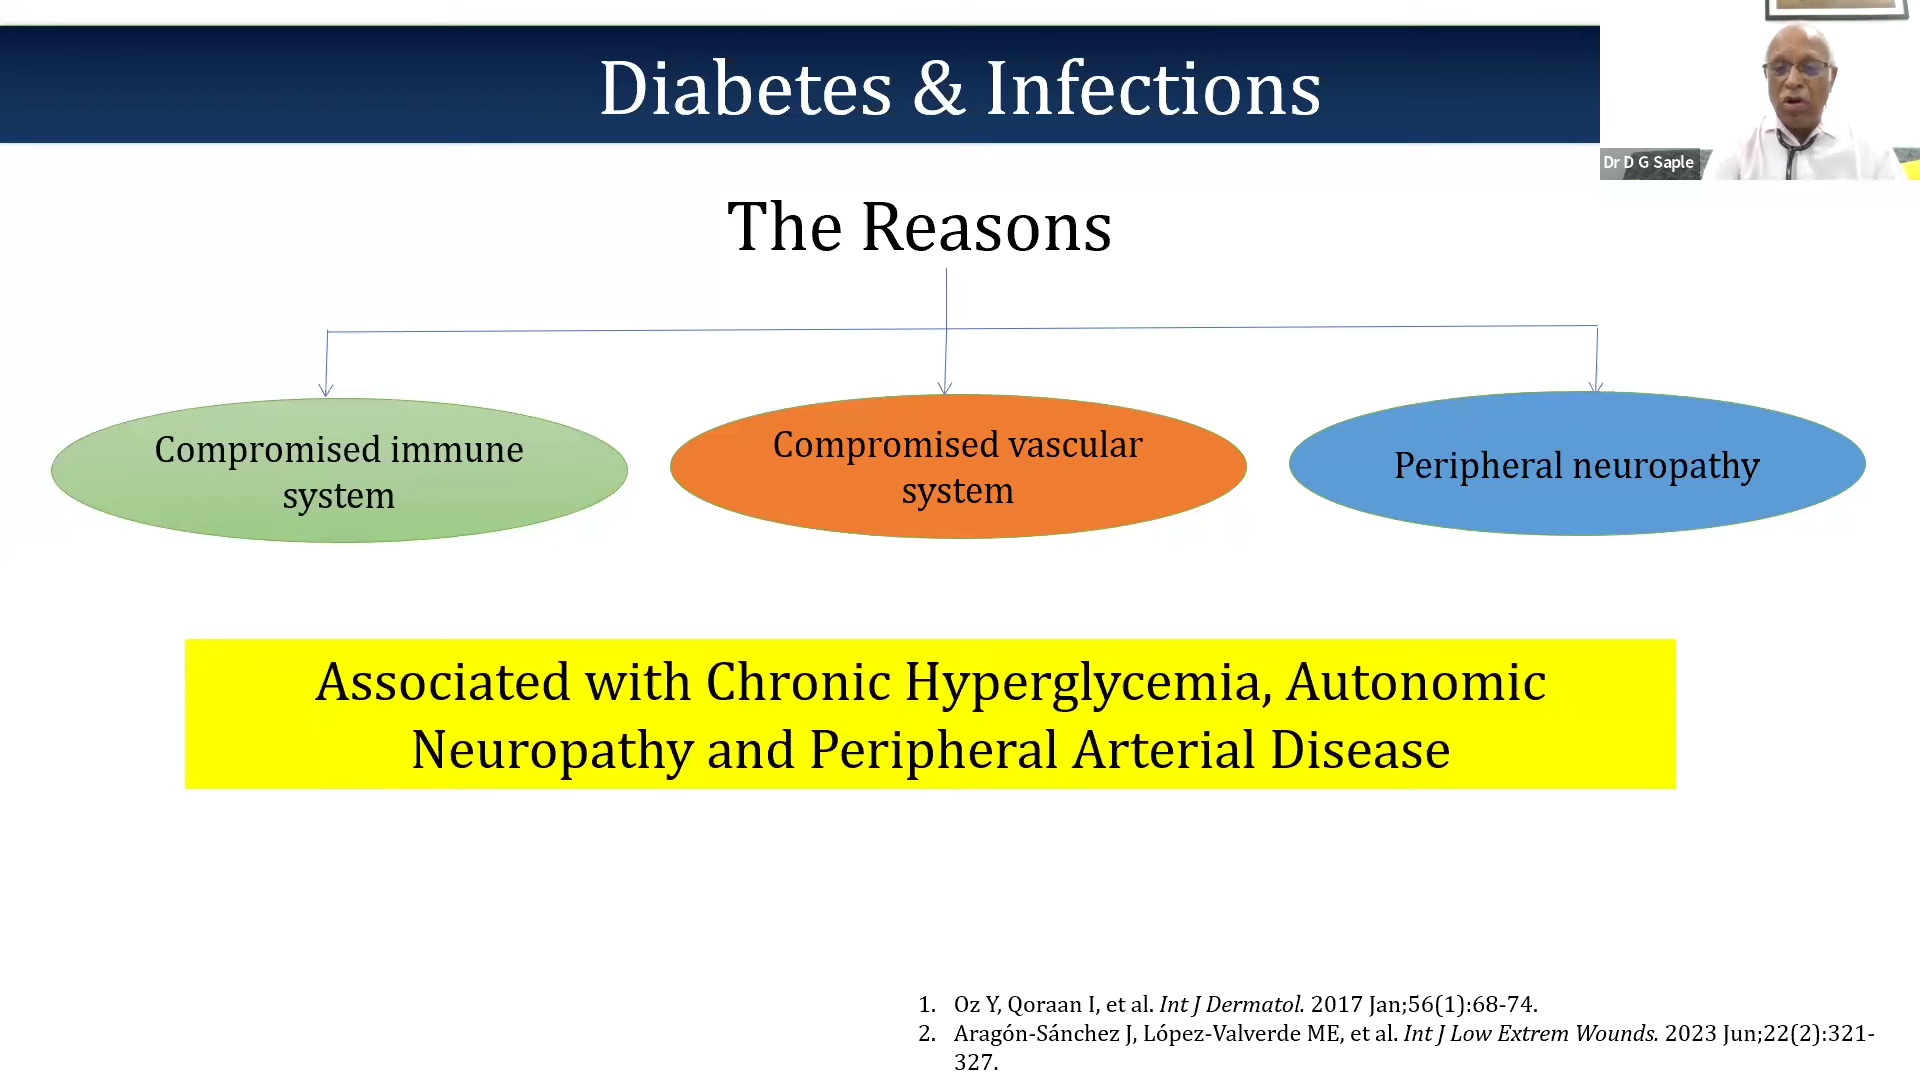 Diabetes & Infections
Dr D G Saple
The Reasons
Compromised immune
system
Compromised vascular
system
Peripheral neuropathy
Associated with Chronic Hyperglycemia, Autonomic
Neuropathy and Peripheral Arterial Disease
1. Oz Y, Qoraan I, et al. Int J Dermatol. 2017 Jan;56(1):68-74.
2. Aragón-Sánchez J, López-Valverde ME, et al. Int J Low Extrem Wounds. 2023 Jun;22(2):321-
327.